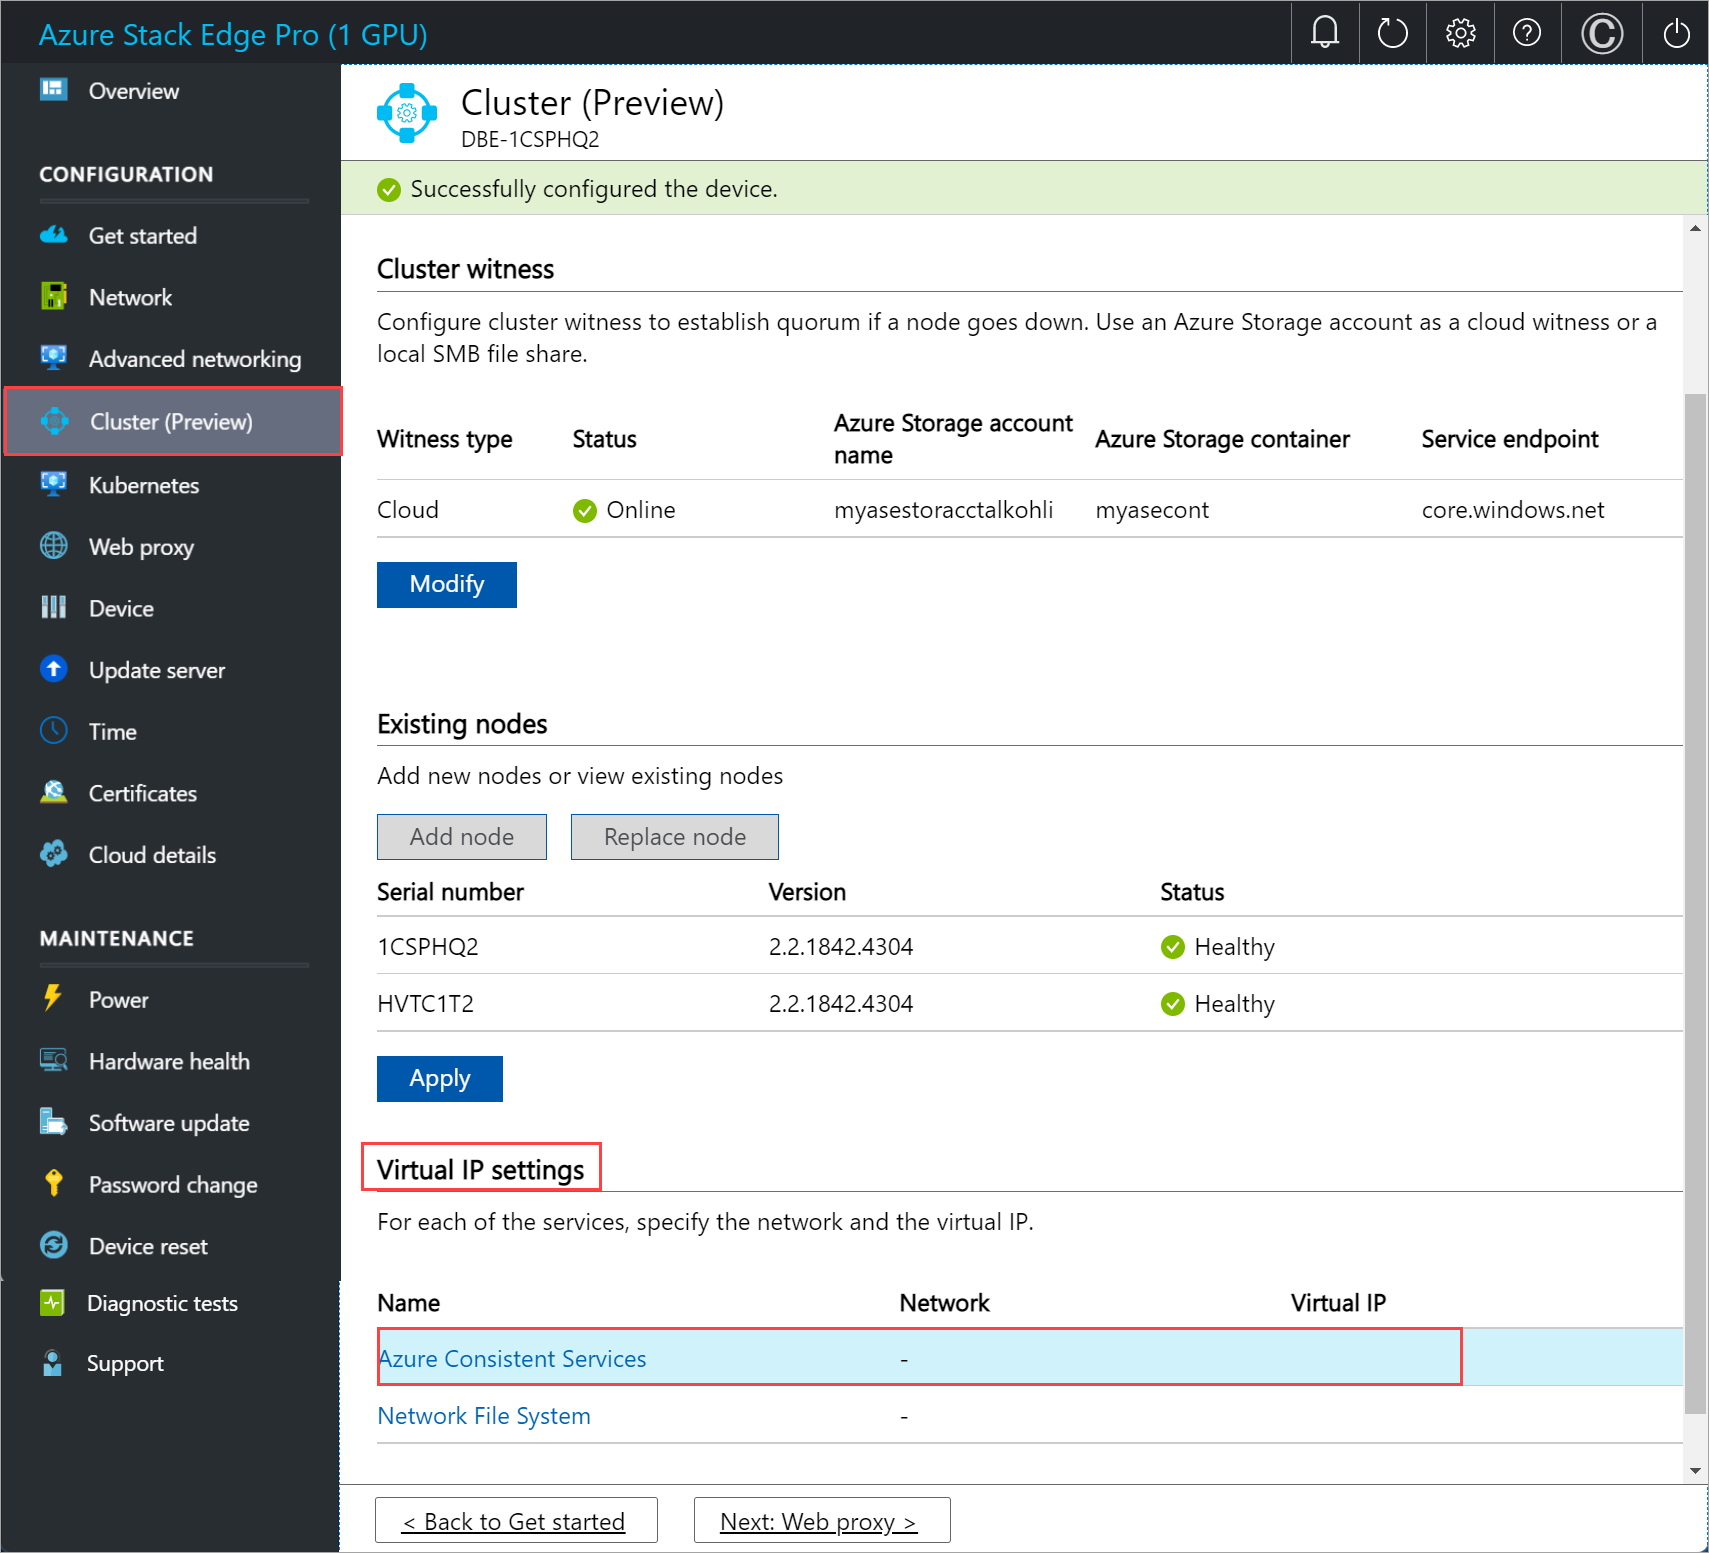 Azure Stack Edge Pro (1 GPU)
Overview
CONFIGURATION
Get started
Network
Advanced networking
Cluster (Preview)
Kubernetes
Web proxy
Device
Update server
Time
Certificates
Cloud details
MAINTENANCE
Power
Hardware health
Software update
Password change
Device reset
Diagnostic tests
Support
Cluster (Preview)
DBE-1CSPHQ2
Successfully configured the device.
Cluster witness
Configure cluster witness to establish quorum if a node goes down. Use an Azure Storage account as a cloud witness or a
local SMB file share.
Witness type Status Azure Storage account name Azure Storage container Service endpoint
Cloud Online myasestoracctalkohli myasecont core.windows.net
Modify
Existing nodes
Add new nodes or view existing nodes
Add node Replace node
Serial number Version Status
1CSPHQ2 2.2.1842.4304 Healthy
HVTC1T2 2.2.1842.4304 Healthy
Apply
Virtual IP settings
For each of the services, specify the network and the virtual IP.
Name Network Virtual IP
Azure Consistent Services -
Network File System -
< Back to Get started Next: Web proxy >